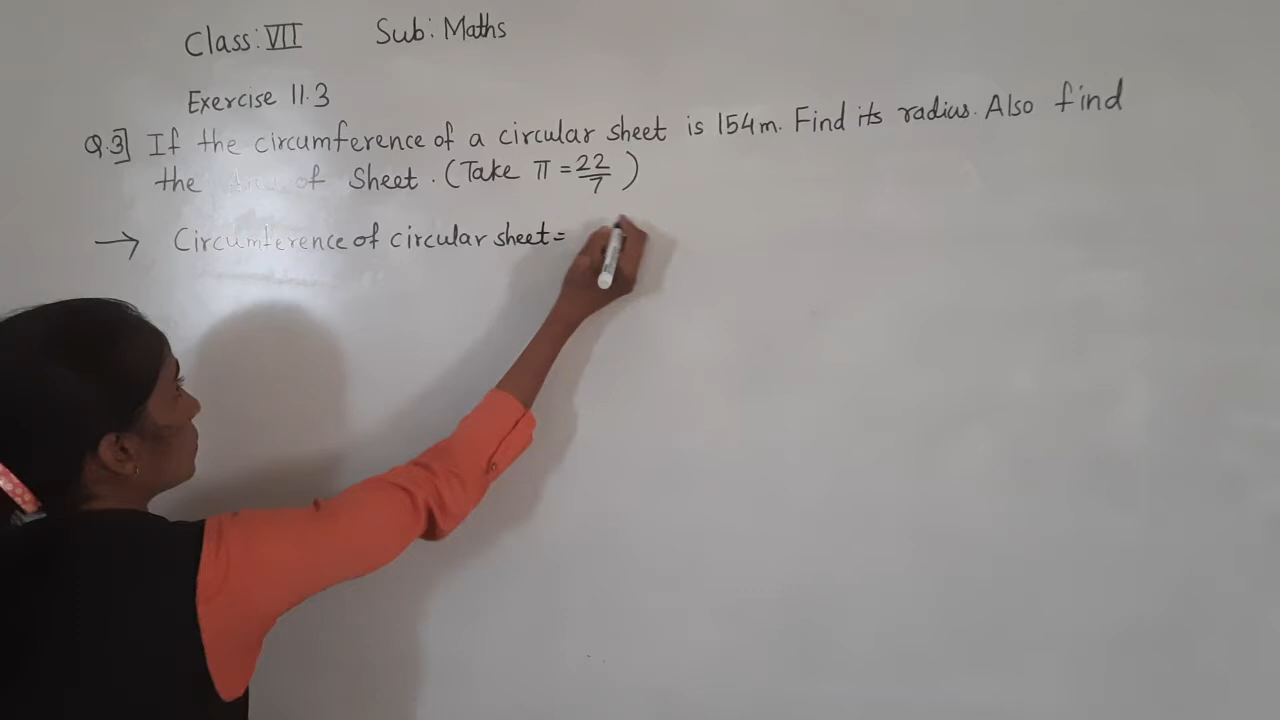 Class: VII Sub: Maths
Exercise 11.3
Q.3] If the circumference of a circular sheet is 154m. Find its radius. Also find
the Area of Sheet. (Take π = 22/7)
→ Circumference of circular sheet =